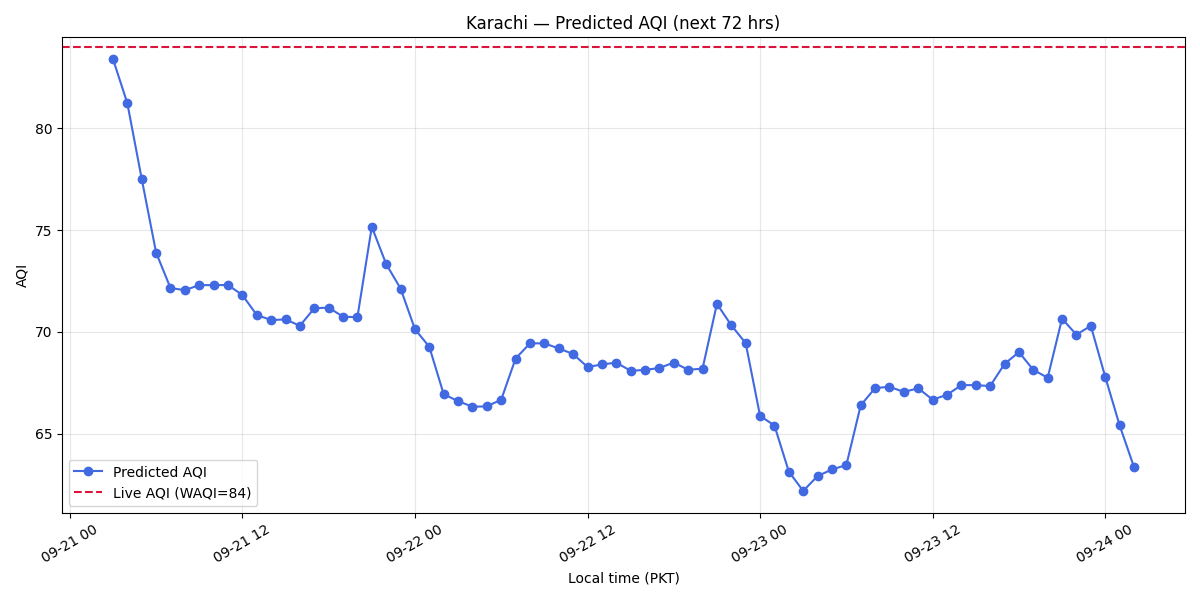 Karachi — Predicted AQI (next 72 hrs)
AQI
80
75
70
65
Predicted AQI
Live AQI (WAQI=84)
09-21 00
09-21 12
09-22 00
09-22 12
09-23 00
09-23 12
09-24 00
Local time (PKT)